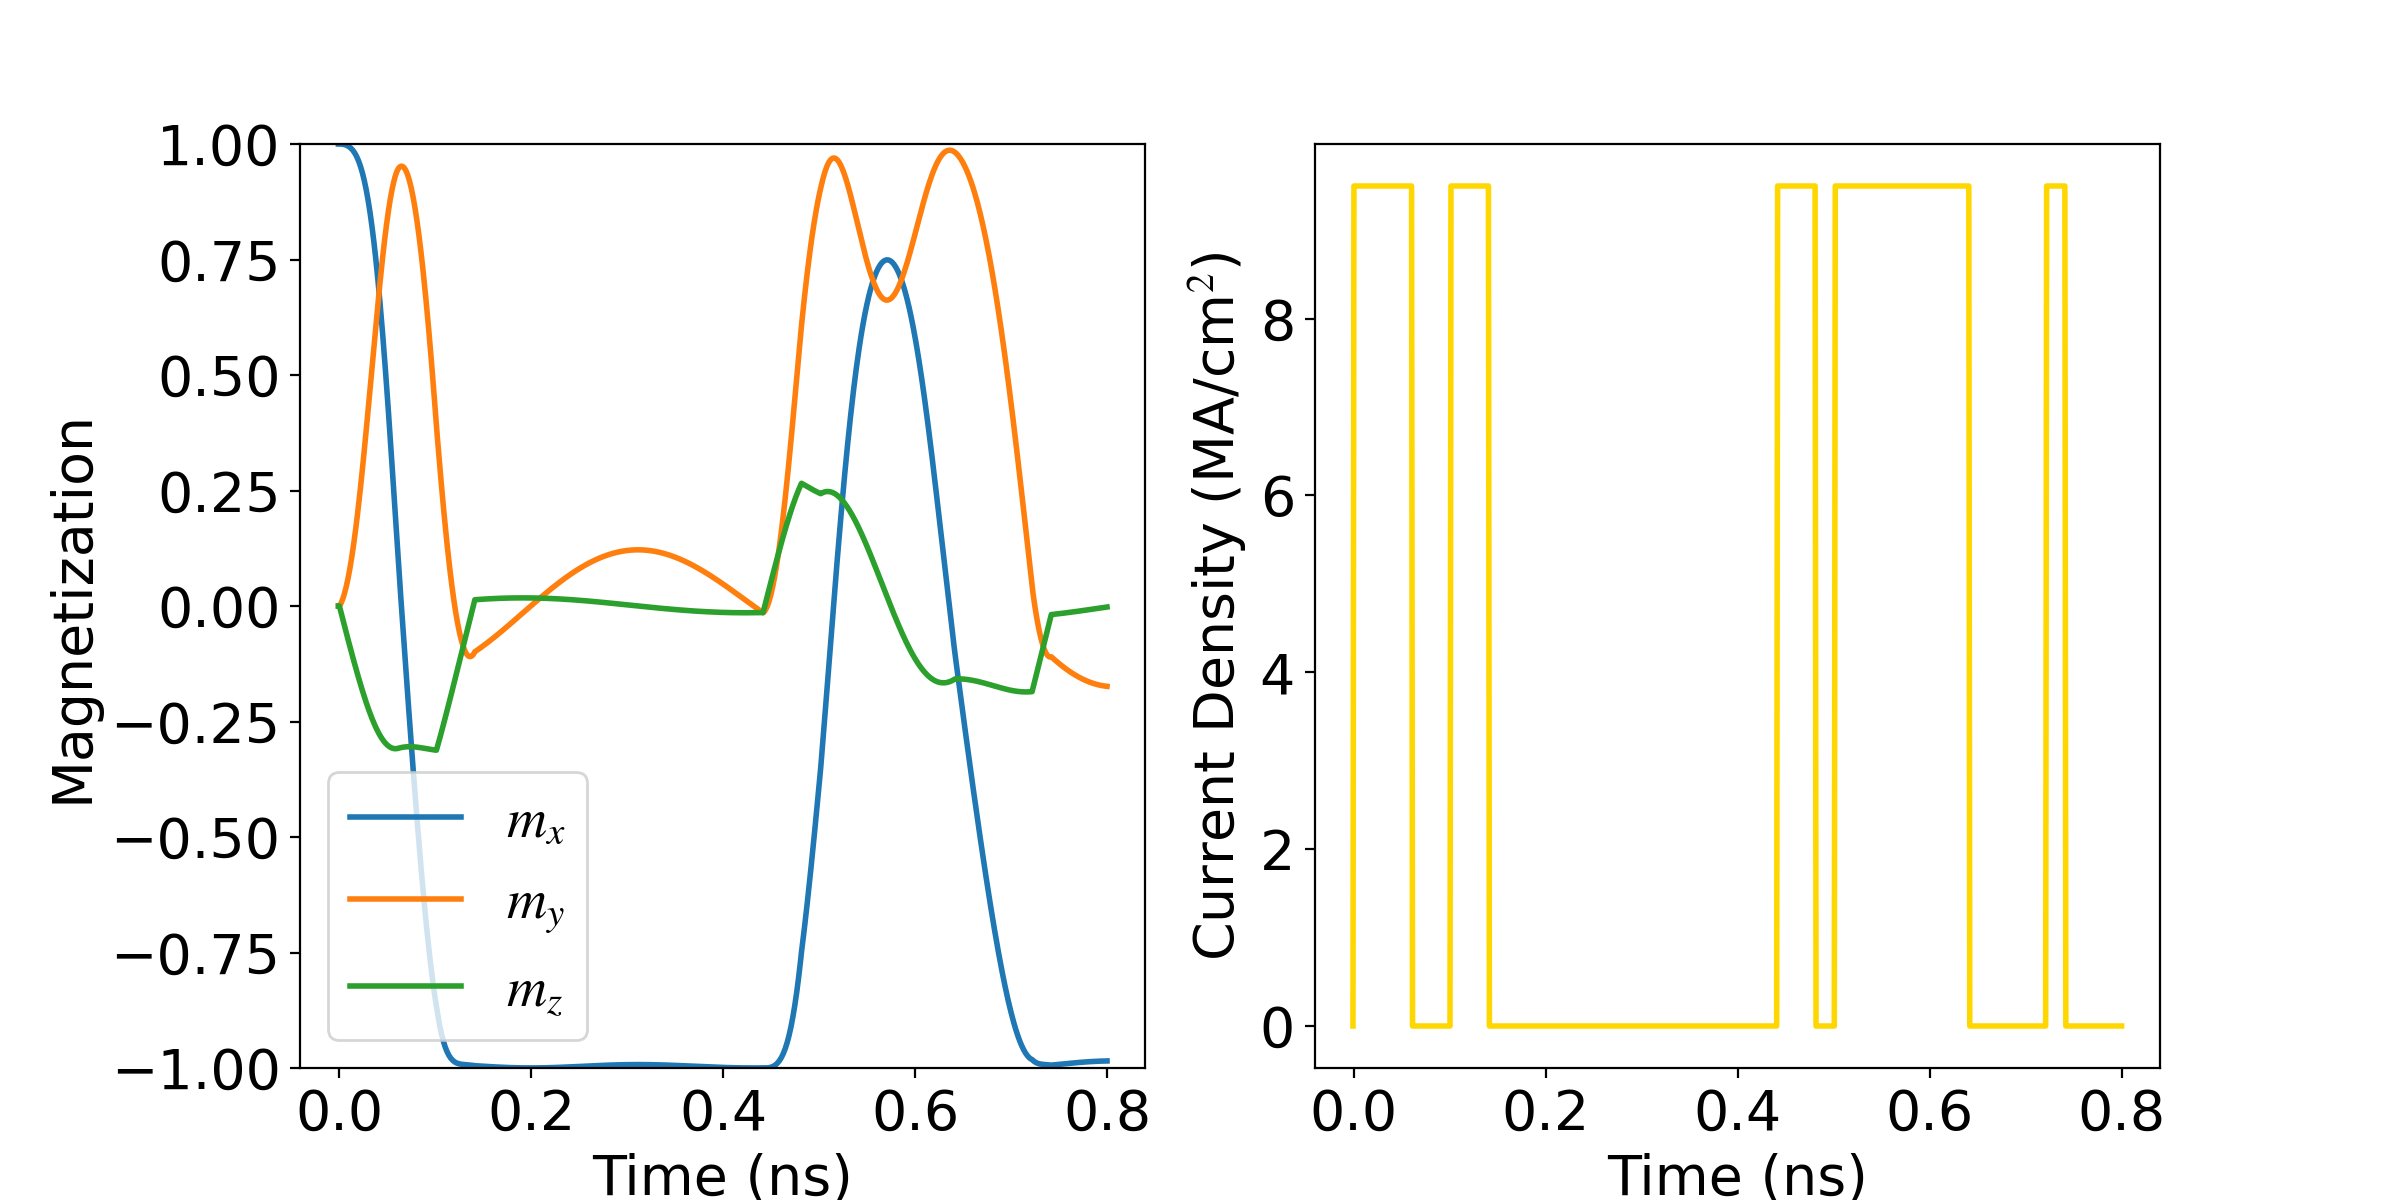 Magnetization
1.00
0.75
0.50
0.25
0.00
−0.25
−0.50
−0.75
−1.00
0.0 0.2 0.4 0.6 0.8
Time (ns)
m_x
m_y
m_z
Current Density (MA/cm²)
8
6
4
2
0
0.0 0.2 0.4 0.6 0.8
Time (ns)